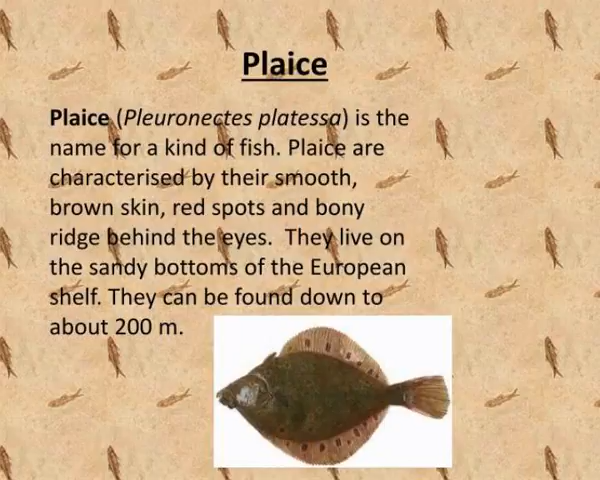 Plaice
Plaice (Pleuronectes platessa) is the
name for a kind of fish. Plaice are
characterised by their smooth,
brown skin, red spots and bony
ridge behind the eyes.  They live on
the sandy bottoms of the European
shelf. They can be found down to
about 200 m.